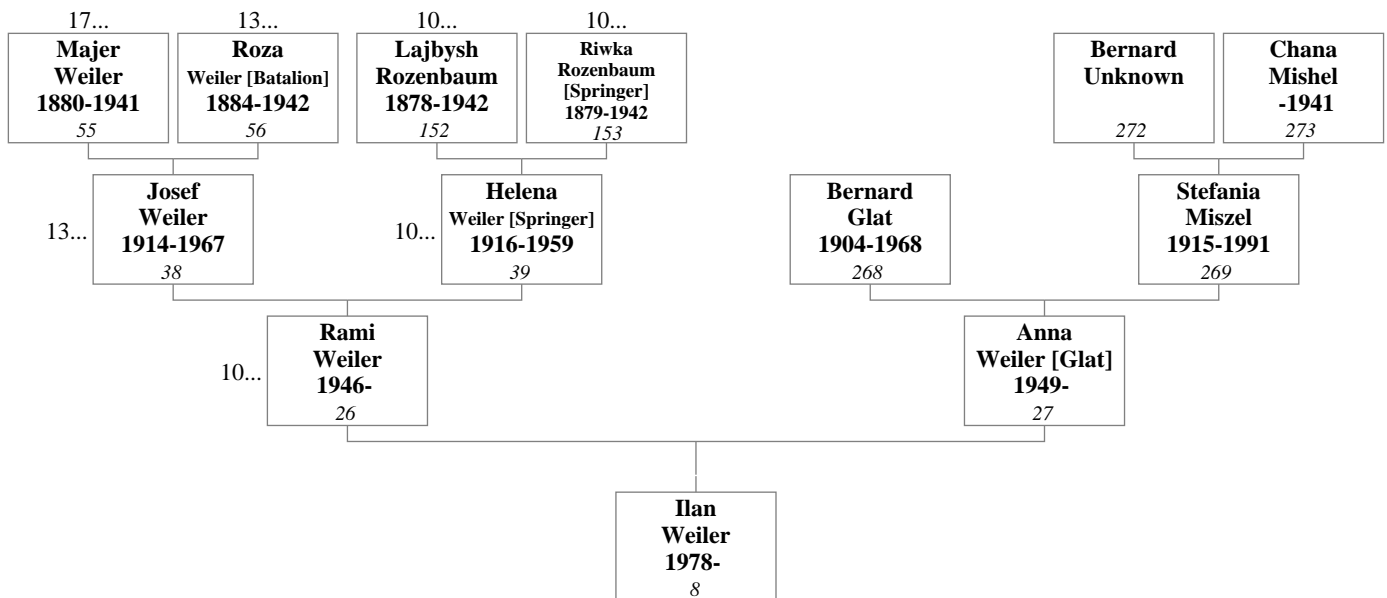 17...
13...
10...
10...
Majer
Weiler
1880-1941
55
Roza
Weiler [Batalion]
1884-1942
56
Lajbysh
Rozenbaum
1878-1942
152
Riwka
Rozenbaum
[Springer]
1879-1942
153
Bernard
Unknown
272
Chana
Mishel
-1941
273
13...
Josef
Weiler
1914-1967
38
10...
Helena
Weiler [Springer]
1916-1959
39
Bernard
Glat
1904-1968
268
Stefania
Miszel
1915-1991
269
10...
Rami
Weiler
1946-
26
Anna
Weiler [Glat]
1949-
27
Ilan
Weiler
1978-
8